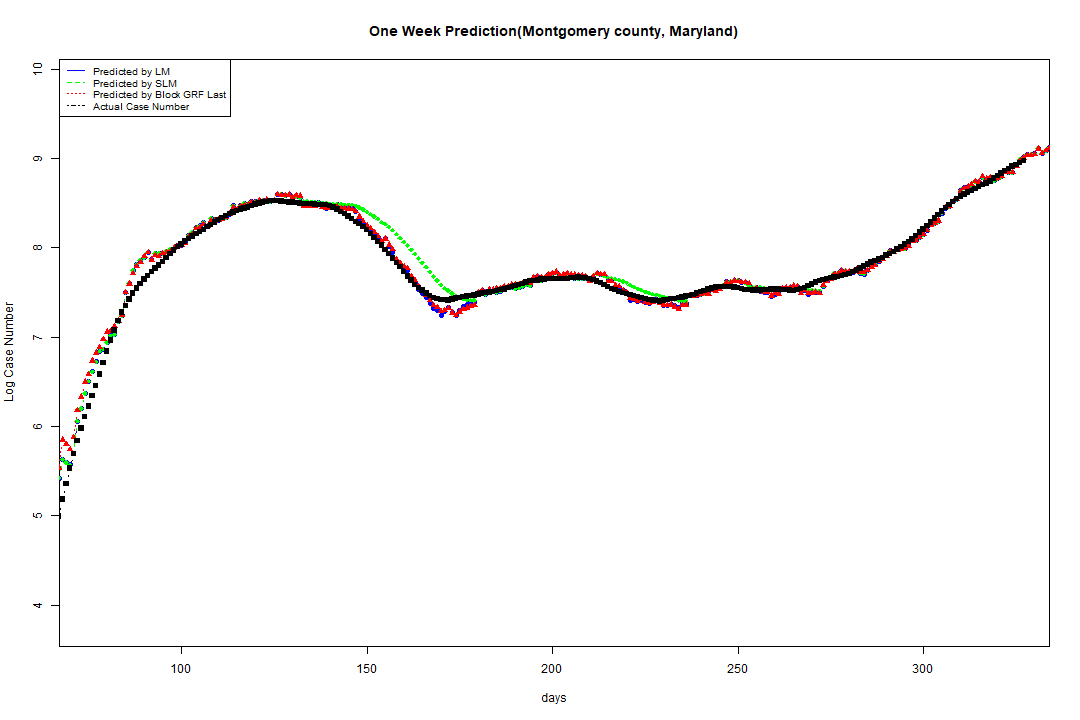 One Week Prediction(Montgomery county, Maryland)
Predicted by LM
Predicted by SLM
Predicted by Block GRF Last
Actual Case Number
Log Case Number
10
9
8
7
6
5
4
100 150 200 250 300
days